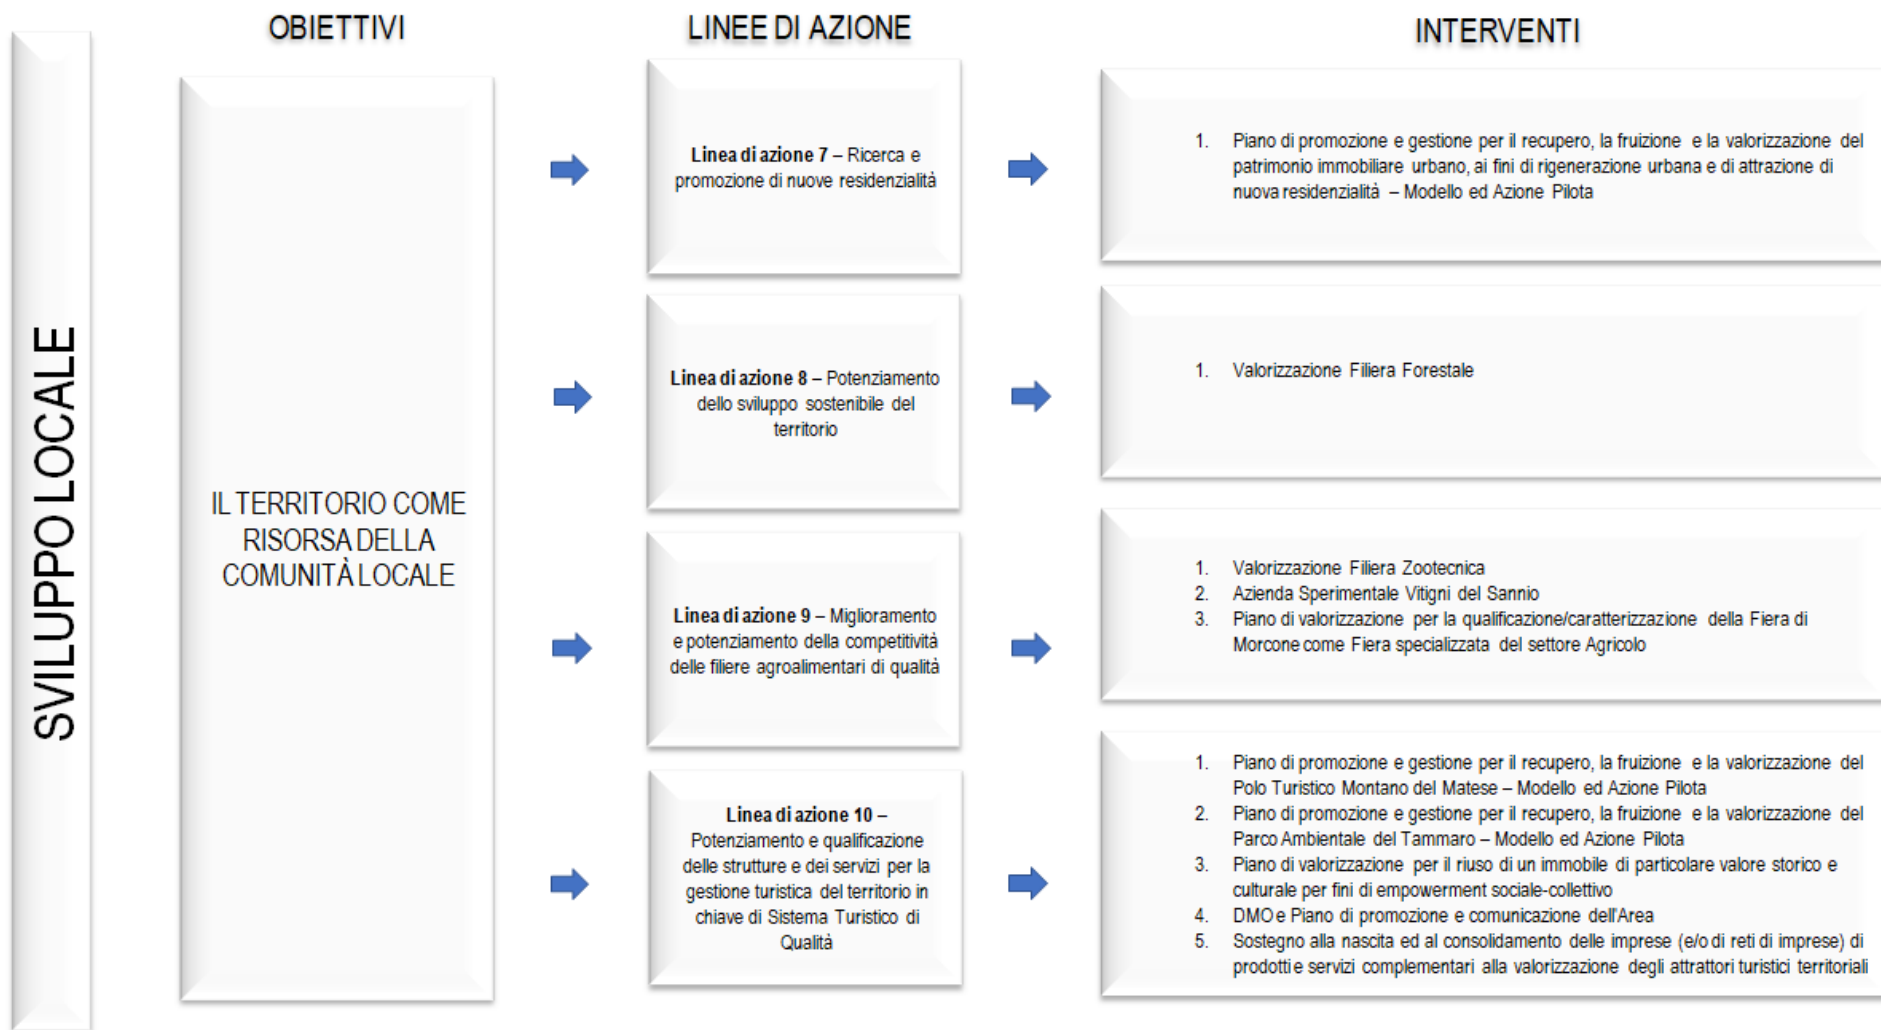 OBIETTIVI
LINEE DI AZIONE
INTERVENTI
SVILUPPO LOCALE
IL TERRITORIO COME
RISORSA DELLA
COMUNITÀ LOCALE
Linea di azione 7 – Ricerca e
promozione di nuove residenzialità
1. Piano di promozione e gestione per il recupero, la fruizione e la valorizzazione del
patrimonio immobiliare urbano, ai fini di rigenerazione urbana e di attrazione di
nuova residenzialità – Modello ed Azione Pilota
Linea di azione 8 – Potenziamento
dello sviluppo sostenibile del
territorio
1. Valorizzazione Filiera Forestale
Linea di azione 9 – Miglioramento
e potenziamento della competitività
delle filiere agroalimentari di qualità
1. Valorizzazione Filiera Zootecnica
2. Azienda Sperimentale Vitigni del Sannio
3. Piano di valorizzazione per la qualificazione/caratterizzazione della Fiera di
Morcone come Fiera specializzata del settore Agricolo
Linea di azione 10 –
Potenziamento e qualificazione
delle strutture e dei servizi per la
gestione turistica del territorio in
chiave di Sistema Turistico di
Qualità
1. Piano di promozione e gestione per il recupero, la fruizione e la valorizzazione del
Polo Turistico Montano del Matese – Modello ed Azione Pilota
2. Piano di promozione e gestione per il recupero, la fruizione e la valorizzazione del
Parco Ambientale del Tammaro – Modello ed Azione Pilota
3. Piano di valorizzazione per il riuso di un immobile di particolare valore storico e
culturale per fini di empowerment sociale-collettivo
4. DMO e Piano di promozione e comunicazione dell'Area
5. Sostegno alla nascita ed al consolidamento delle imprese (e/o di reti di imprese) di
prodotti e servizi complementari alla valorizzazione degli attrattori turistici territoriali